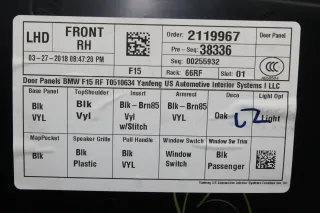 LHD
FRONT
RH
Order - 2119967
Door Panel
Pre-Seq: 38336
03-27-2018 08:47:20 PM
Seq: 00255932
F15
Rack: 66RF
Slot: 01
CCC
Door Panels BMW F15 RF T0510634 Yanfeng US Automotive Interior Systems I LLC
Base Panel
TopShoulder
Insert
Armrest
Deco
Light Opt
Blk
Blk
Blk-Brn85
Blk-Brn85
Oak
Light
VYL
Vyl
Vyl
VYL
w/Stitch
MapPocket
Speaker Grille
Pull Handle
Window Switch
Window Sw Trim
Blk
Blk
Blk
Window
Blk
VYL
Plastic
VYL
Switch
Passenger